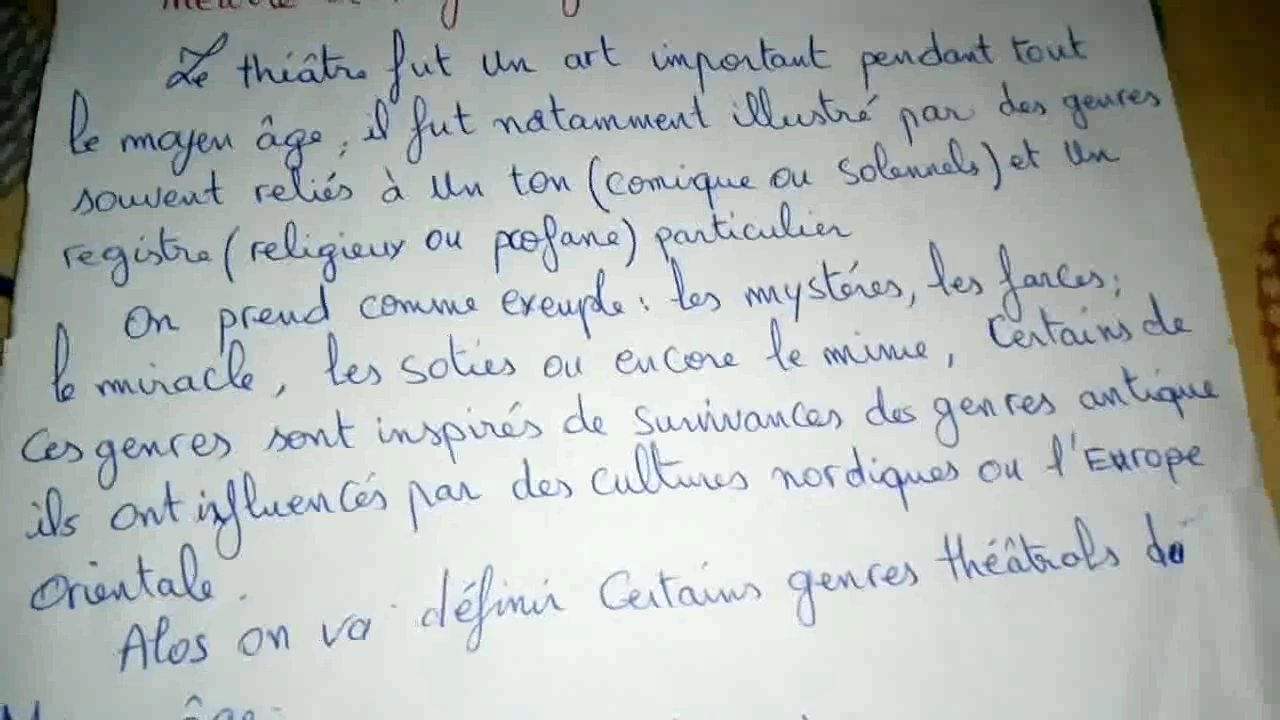 Le théâtre fut un art important pendant tout
le moyen âge, il fut notamment illustré par des genres
souvent reliés à un ton (comique ou solennels) et un
registre (religieux ou profane) particulier
On prend comme exemple : les mystéres, les farces,
le miracle, les soties ou encore le mime, Certains de
Ces genres sont inspirés de survivances des genres antique
ils ont influencés par des cultures nordiques ou l'Europe
Orientale.
Alos on va définir Certains genres théâtrals du
âge :